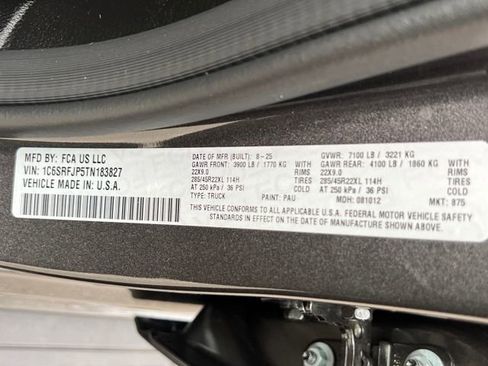 MFD BY: FCA US LLC
VIN: 1C6SRFJP5TN183827
VEHICLE MADE IN: U.S.A.
DATE OF MFR (BUILT): 8-25 GVWR: 7100 LB / 3221 KG
GAWR FRONT: 3900 LB / 1770 KG WITH GAWR REAR: 4100 LB / 1860 KG WITH
22X9.0 RIMS 22X9.0 RIMS
285/45R22XL 114H TIRES 285/45R22XL 114H TIRES
AT 250 kPa / 36 PSI COLD AT 250 kPa / 36 PSI COLD
PAINT: PAU MDH: 081012 MKT: 875
THIS VEHICLE CONFORMS TO ALL APPLICABLE U.S.A. FEDERAL MOTOR VEHICLE SAFETY
STANDARDS IN EFFECT ON THE DATE OF MANUFACTURE SHOWN ABOVE.